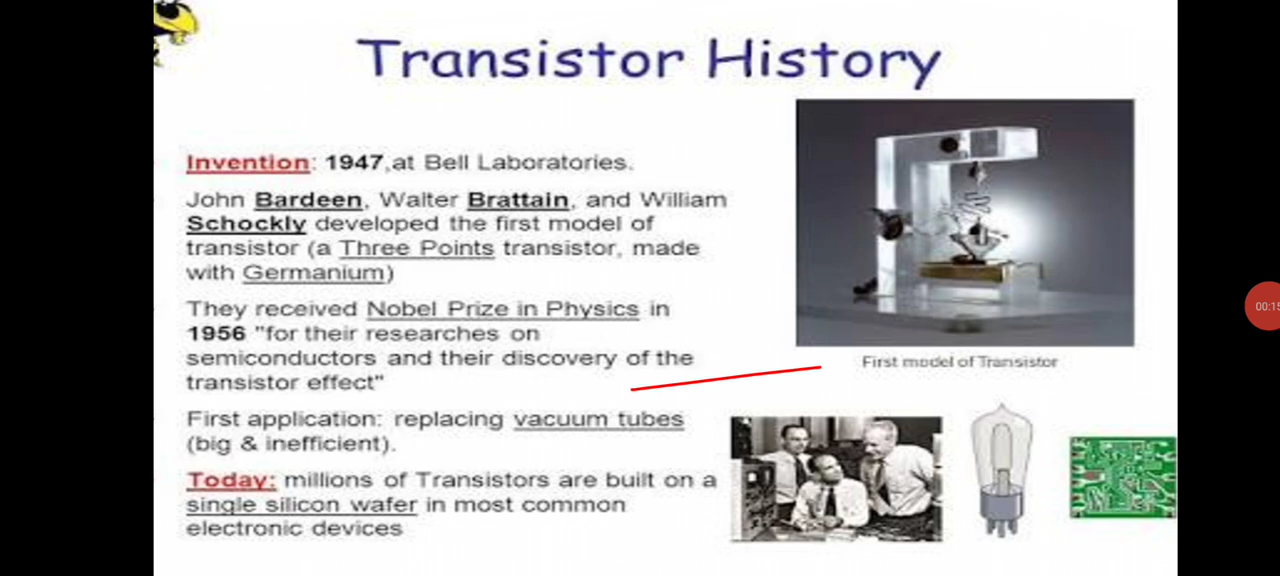 Transistor History
Invention: 1947,at Bell Laboratories.
John Bardeen, Walter Brattain, and William
Schockly developed the first model of
transistor (a Three Points transistor, made
with Germanium)
They received Nobel Prize in Physics in
1956 "for their researches on
semiconductors and their discovery of the
transistor effect"
First application: replacing vacuum tubes
(big & inefficient).
Today: millions of Transistors are built on a
single silicon wafer in most common
electronic devices
First model of Transistor
00:15